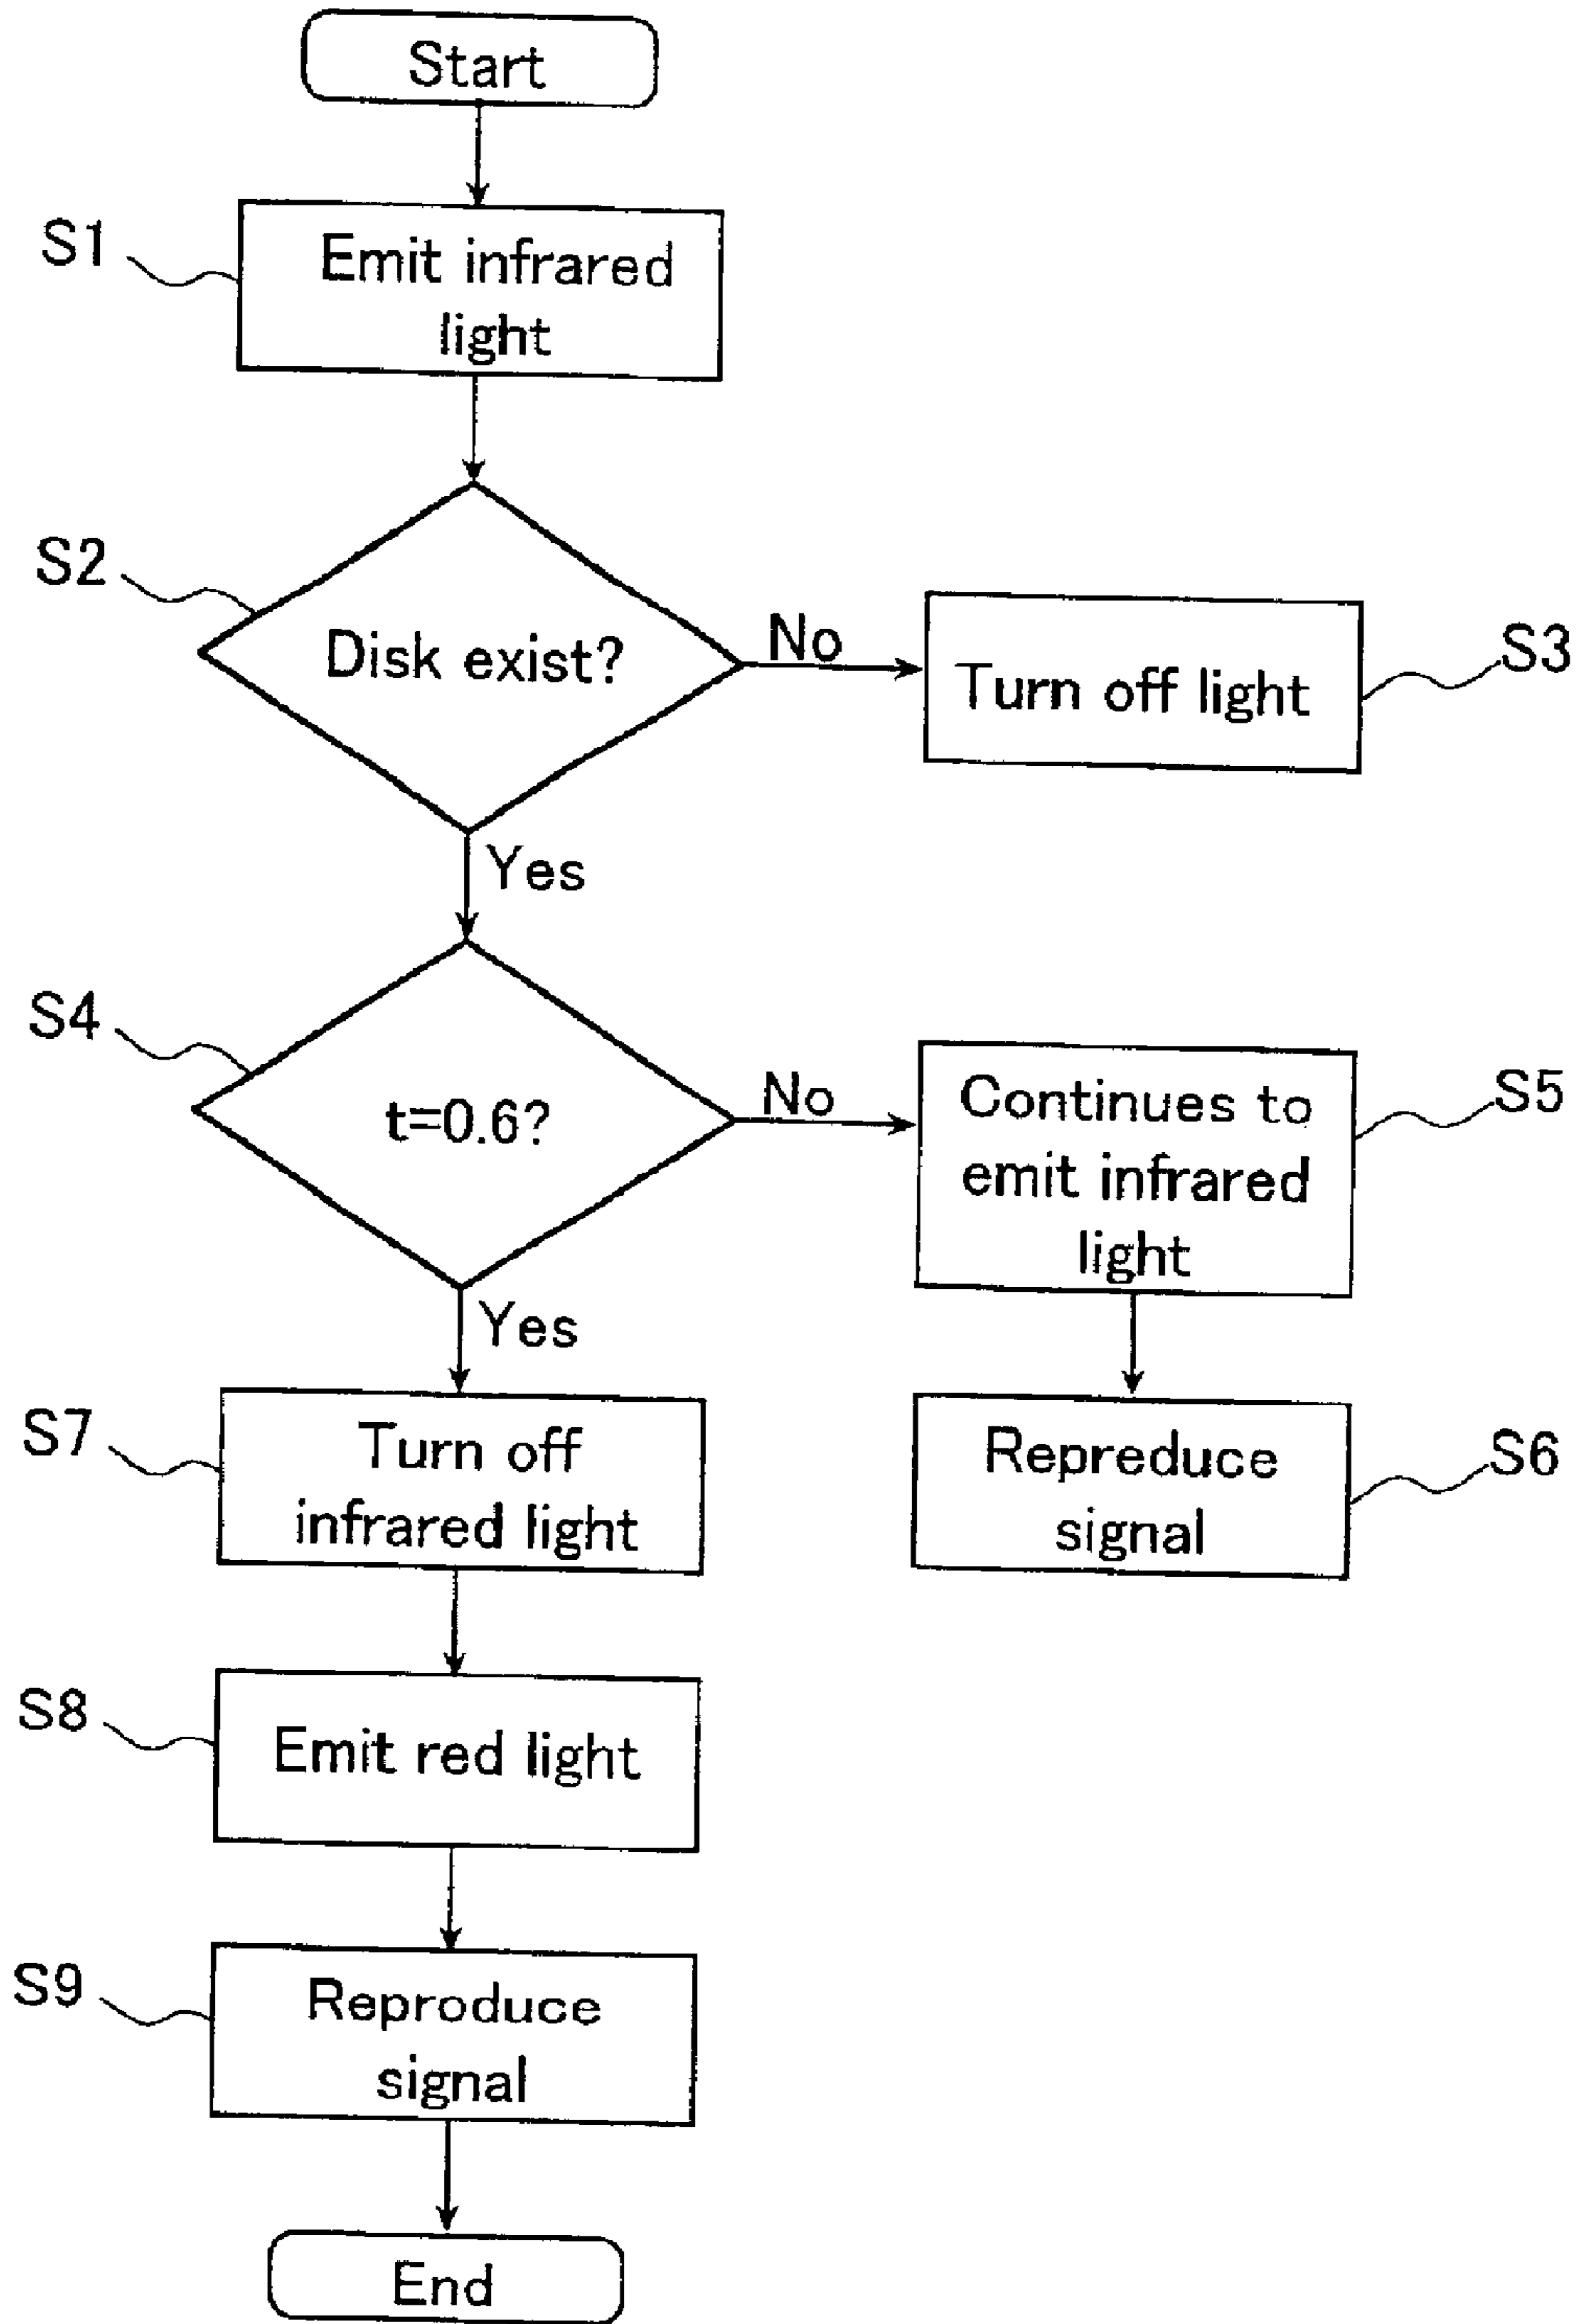 Start
S1
Emit infrared
light
S2
Disk exist?
No
Turn off light
S3
Yes
S4
t=0.6?
No
Continues to
emit infrared
light
S5
Yes
S7
Turn off
infrared light
Repreduce
signal
S6
S8
Emit red light
S9
Reproduce
signal
End